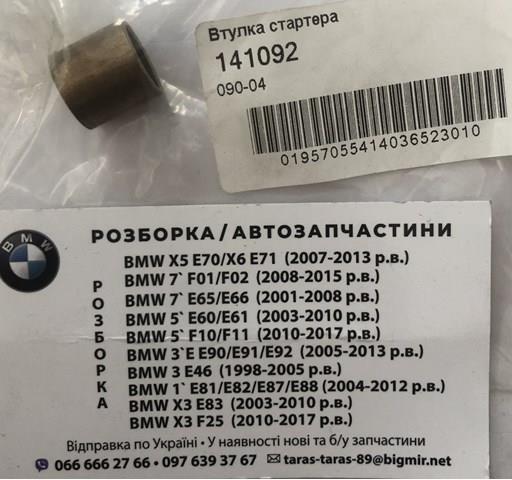 Втулка стартера
141092
090-04
01957055414036523010
BMW
РОЗБОРКА/АВТОЗАПЧАСТИНИ
РОЗБОРКА
BMW X5 E70/X6 E71 (2007-2013 р.в.)
BMW 7` F01/F02 (2008-2015 р.в.)
BMW 7` E65/E66 (2001-2008 р.в.)
BMW 5` E60/E61 (2003-2010 р.в.)
BMW 5` F10/F11 (2010-2017 р.в.)
BMW 3`E E90/E91/E92 (2005-2013 р.в.)
BMW 3 E46 (1998-2005 р.в.)
BMW 1` E81/E82/E87/E88 (2004-2012 р.в.)
BMW X3 E83 (2003-2010 р.в.)
BMW X3 F25 (2010-2017 р.в.)
Відправка по Україні • У наявності нові та б/у запчастини
066 666 27 66 • 097 639 37 67 taras-taras-89@bigmir.net